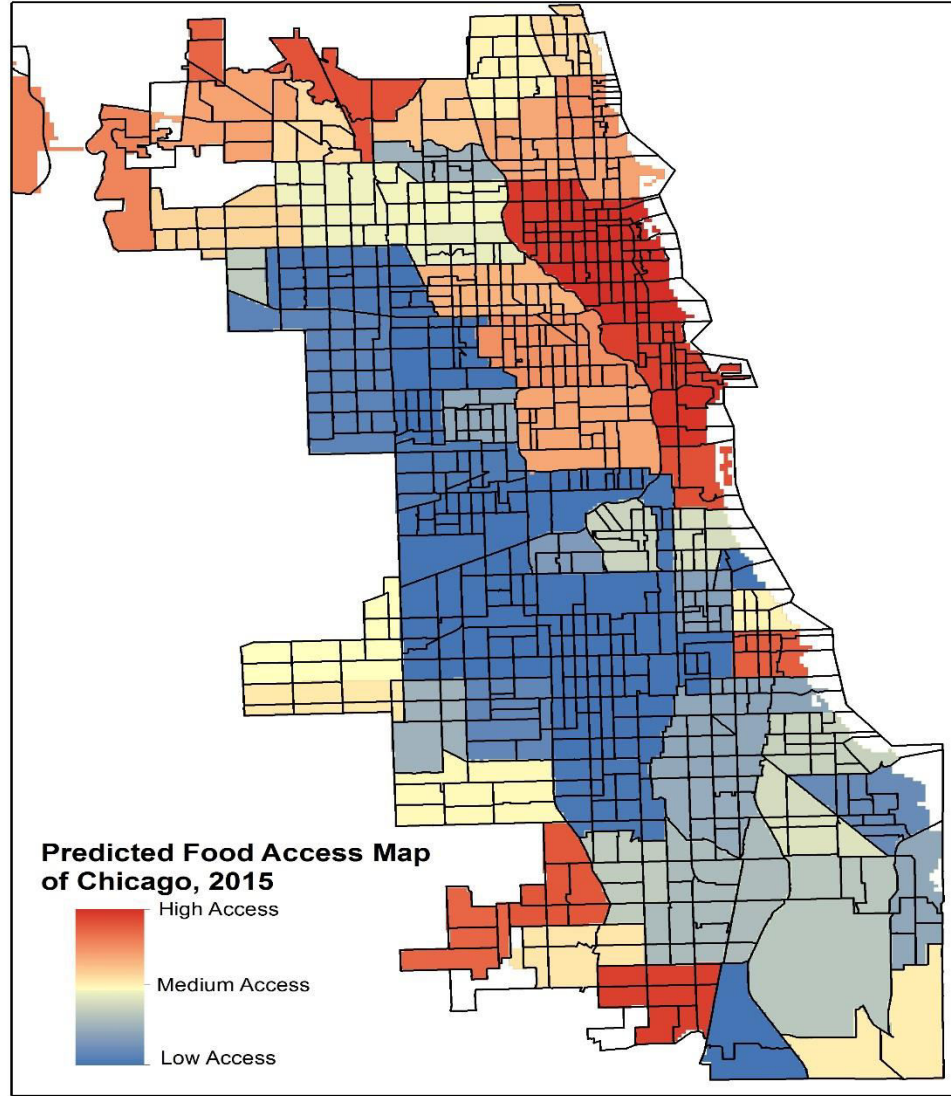 Predicted Food Access Map
of Chicago, 2015
High Access
Medium Access
Low Access